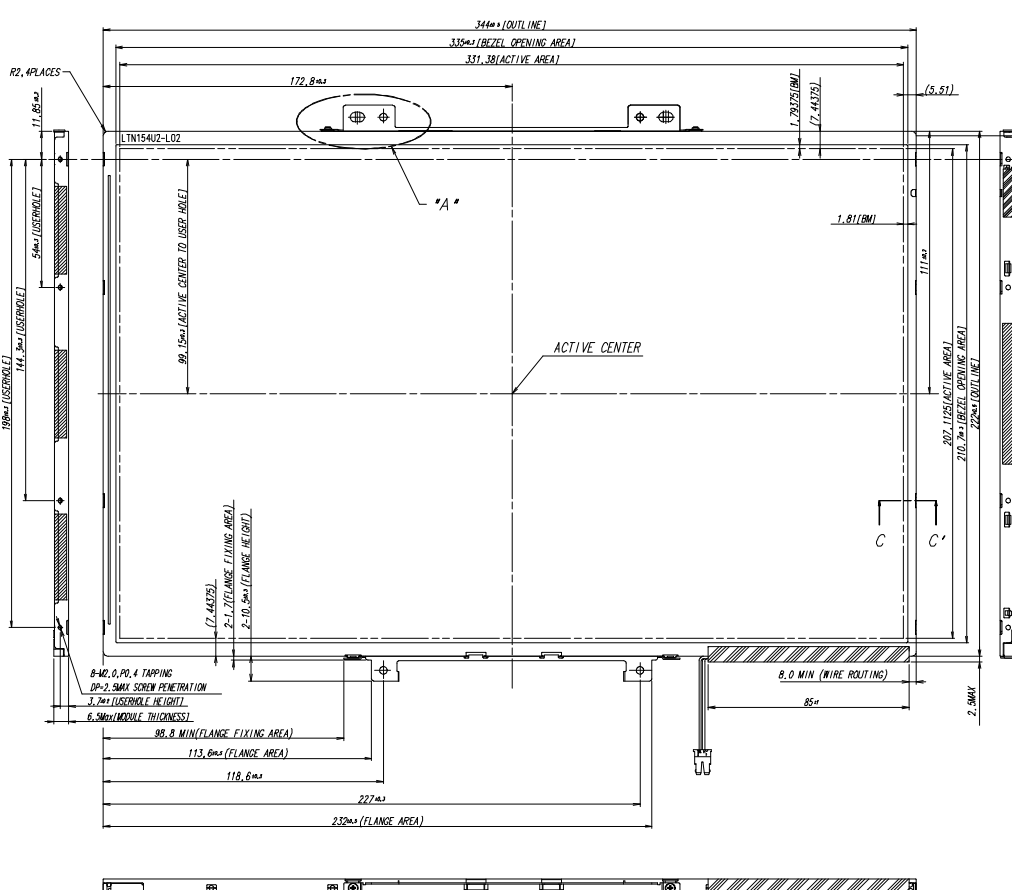 344±0.5[OUTLINE]
335±0.3[BEZEL OPENING AREA]
331.38[ACTIVE AREA]
172.8±0.3
R2,4PLACES
11.85±0.3
LTN154U2-L02
1.79375[BM]
(7.44375)
(5.51)
"A"
54±0.3[USERHOLE]
144.3±0.3[USERHOLE]
198±0.3[USERHOLE]
99.15±0.3[ACTIVE CENTER TO USER HOLE]
1.81[BM]
111±0.3
ACTIVE CENTER
207.1125[ACTIVE AREA]
210.7±0.3[BEZEL OPENING AREA]
222±0.5[OUTLINE]
C
C'
(7.44375)
2-1.7(FLANGE FIXING AREA)
2-10.5±0.3(FLANGE HEIGHT)
8-M2.0,P0.4 TAPPING
DP=2.5MAX SCREW PENETRATION
[USERHOLE HEIGHT]
6.5Max[MODULE THICKNESS]
8.0 MIN (WIRE ROUTING)
85±1
2.5MAX
98.8 MIN(FLANGE FIXING AREA)
113.6±0.5(FLANGE AREA)
118.6±0.3
227±0.3
232±0.5(FLANGE AREA)